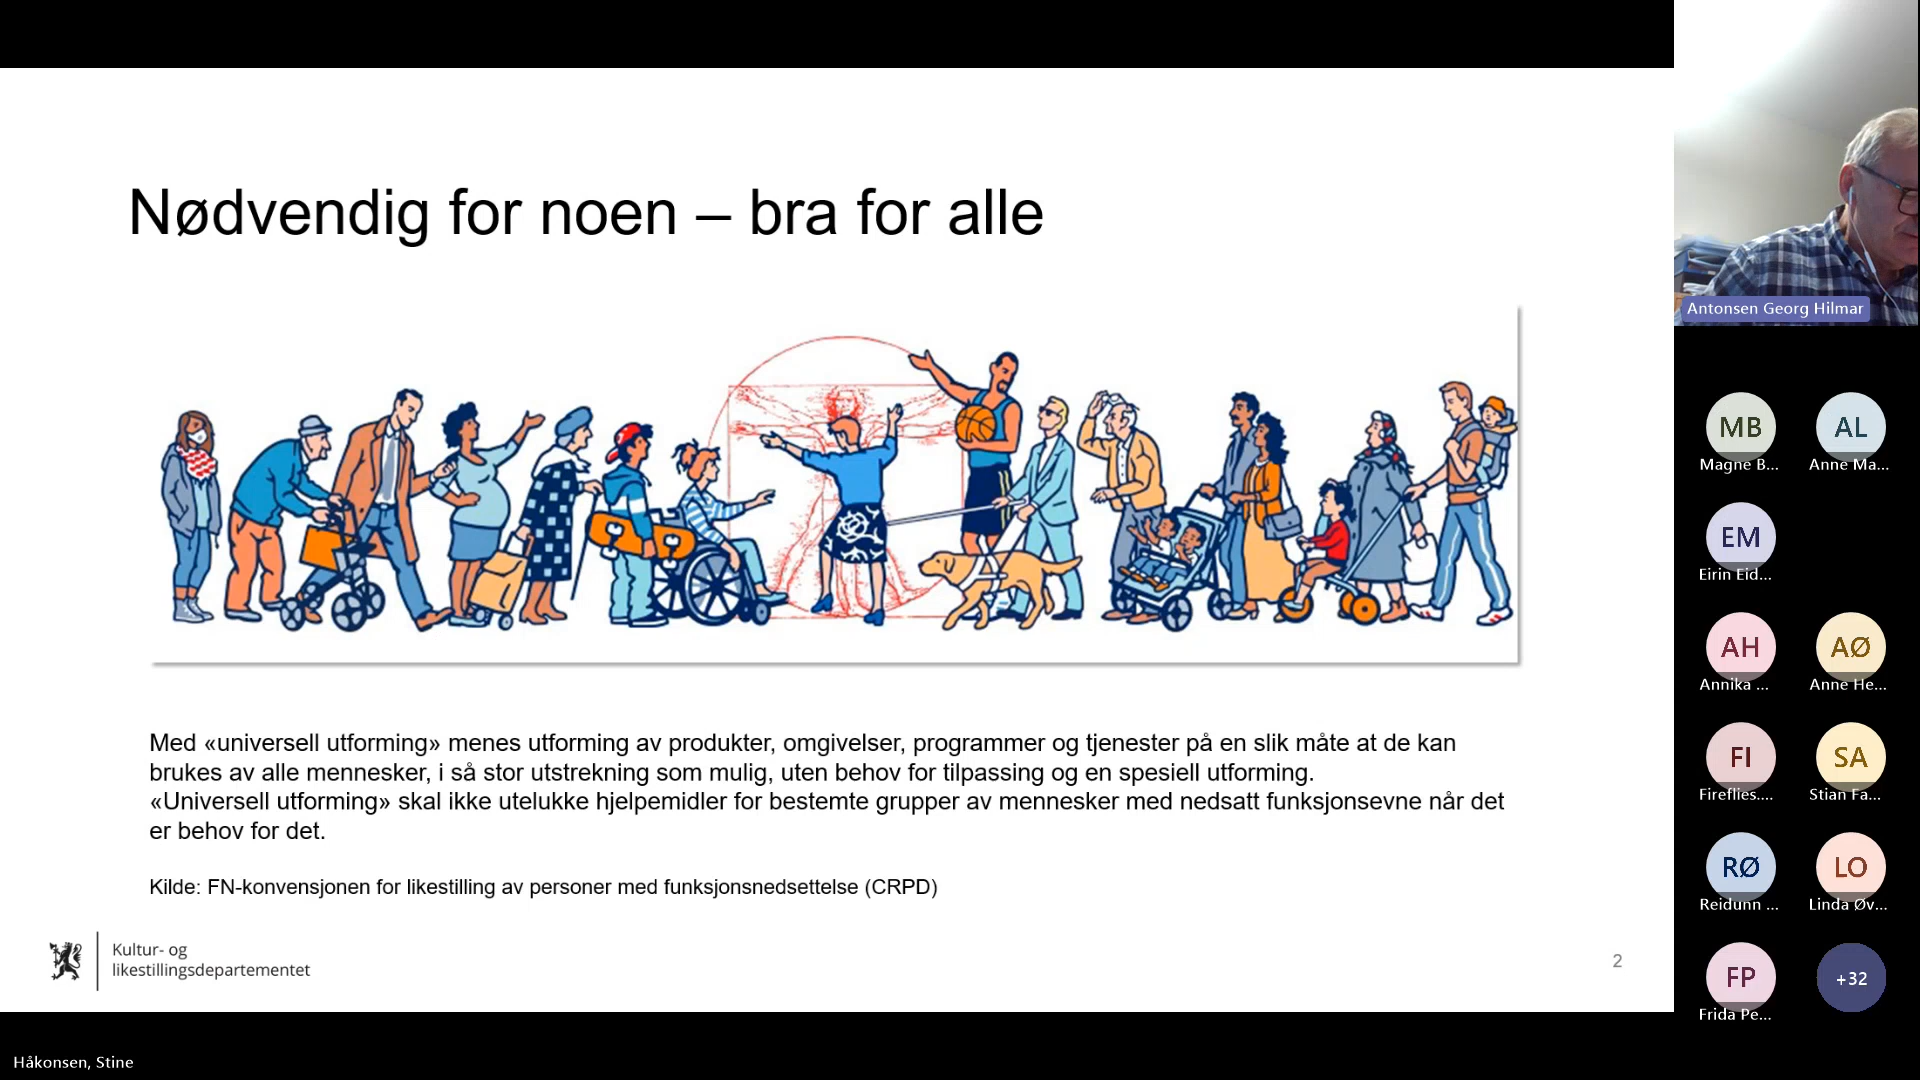 Nødvendig for noen – bra for alle
Med «universell utforming» menes utforming av produkter, omgivelser, programmer og tjenester på en slik måte at de kan
brukes av alle mennesker, i så stor utstrekning som mulig, uten behov for tilpassing og en spesiell utforming.
«Universell utforming» skal ikke utelukke hjelpemidler for bestemte grupper av mennesker med nedsatt funksjonsevne når det
er behov for det.
Kilde: FN-konvensjonen for likestilling av personer med funksjonsnedsettelse (CRPD)
Kultur- og
likestillingsdepartementet
2
Håkonsen, Stine
Antonsen Georg Hilmar
MB
Magne B...
AL
Anne Ma...
EM
Eirin Eid...
AH
Annika ...
AØ
Anne He...
FI
Fireflies....
SA
Stian Fa...
RØ
Reidunn ...
LO
Linda Øv...
FP
Frida Pe...
+32